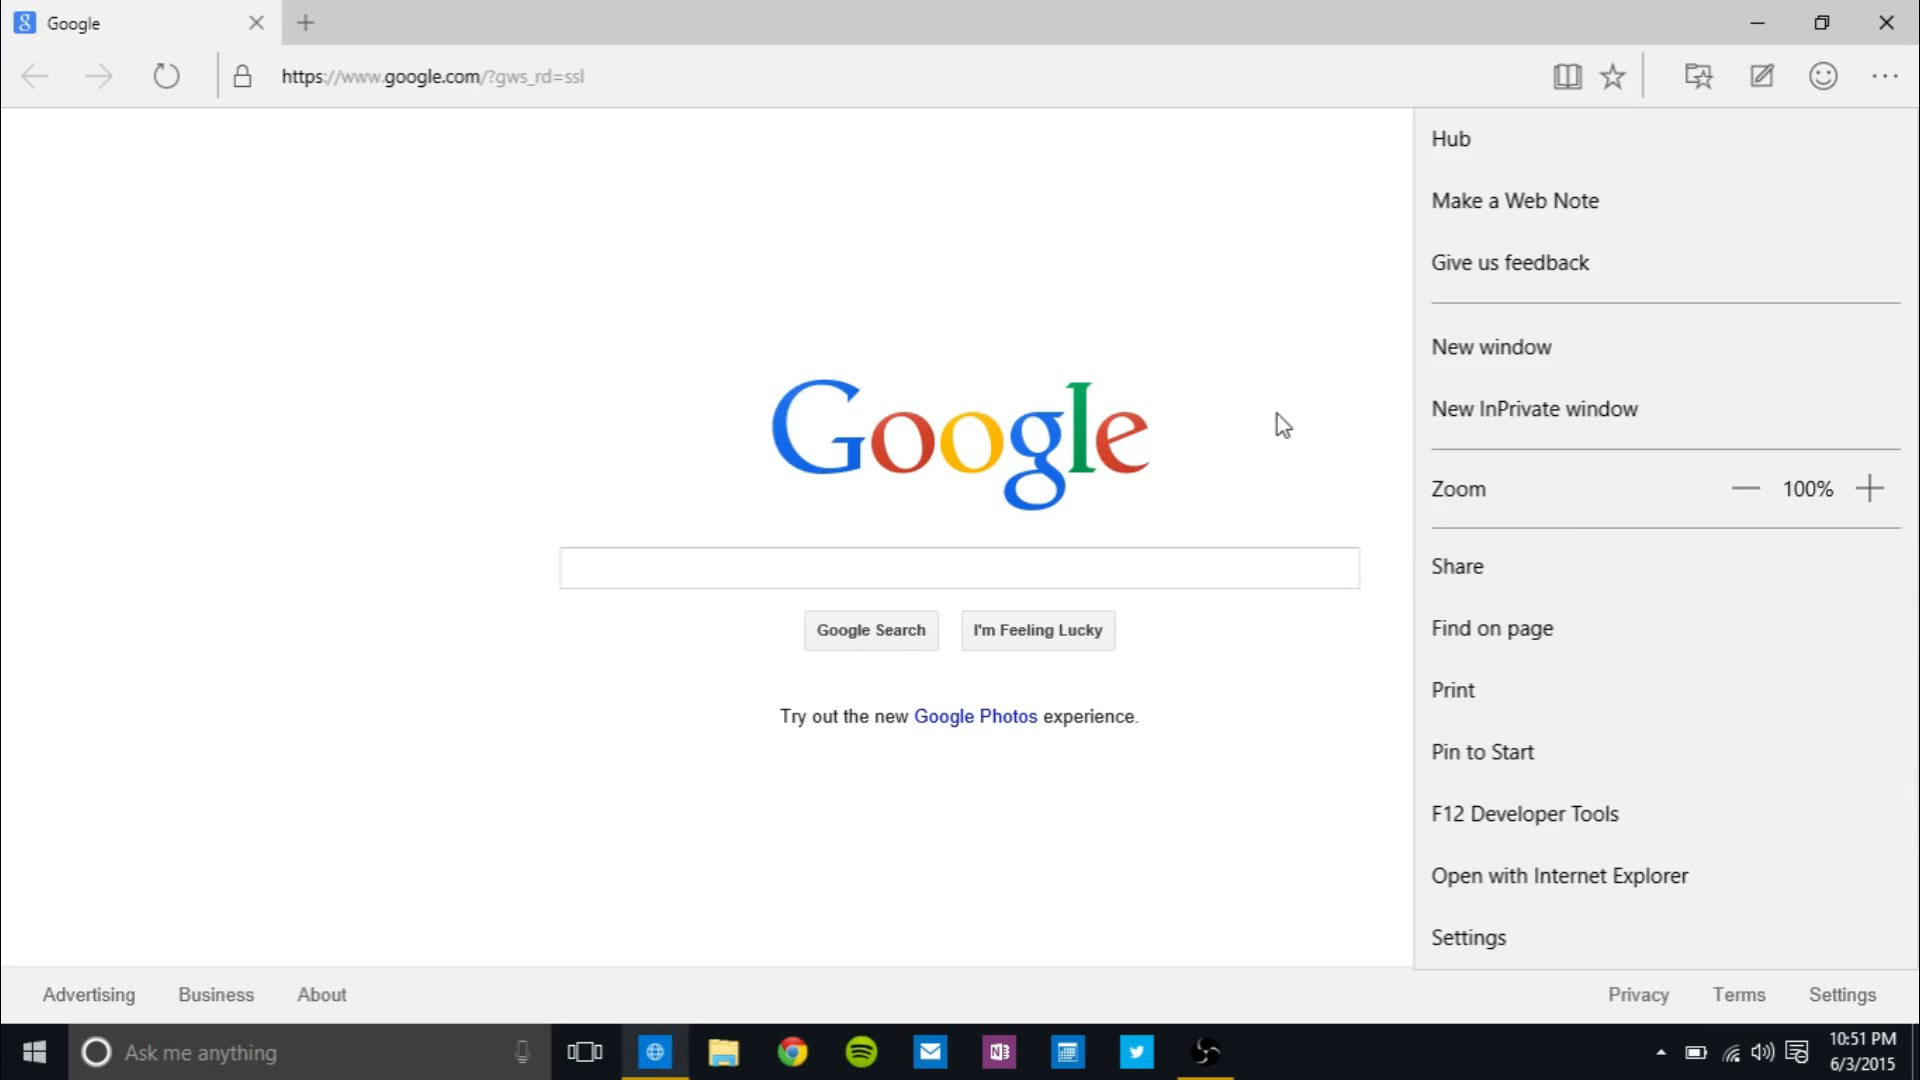 Google
https://www.google.com/?gws_rd=ssl
Hub
Make a Web Note
Give us feedback
New window
New InPrivate window
Zoom 100%
Share
Find on page
Print
Pin to Start
F12 Developer Tools
Open with Internet Explorer
Settings
Google
Google Search I'm Feeling Lucky
Try out the new Google Photos experience.
Advertising Business About Privacy Terms Settings
Ask me anything
10:51 PM
6/3/2015